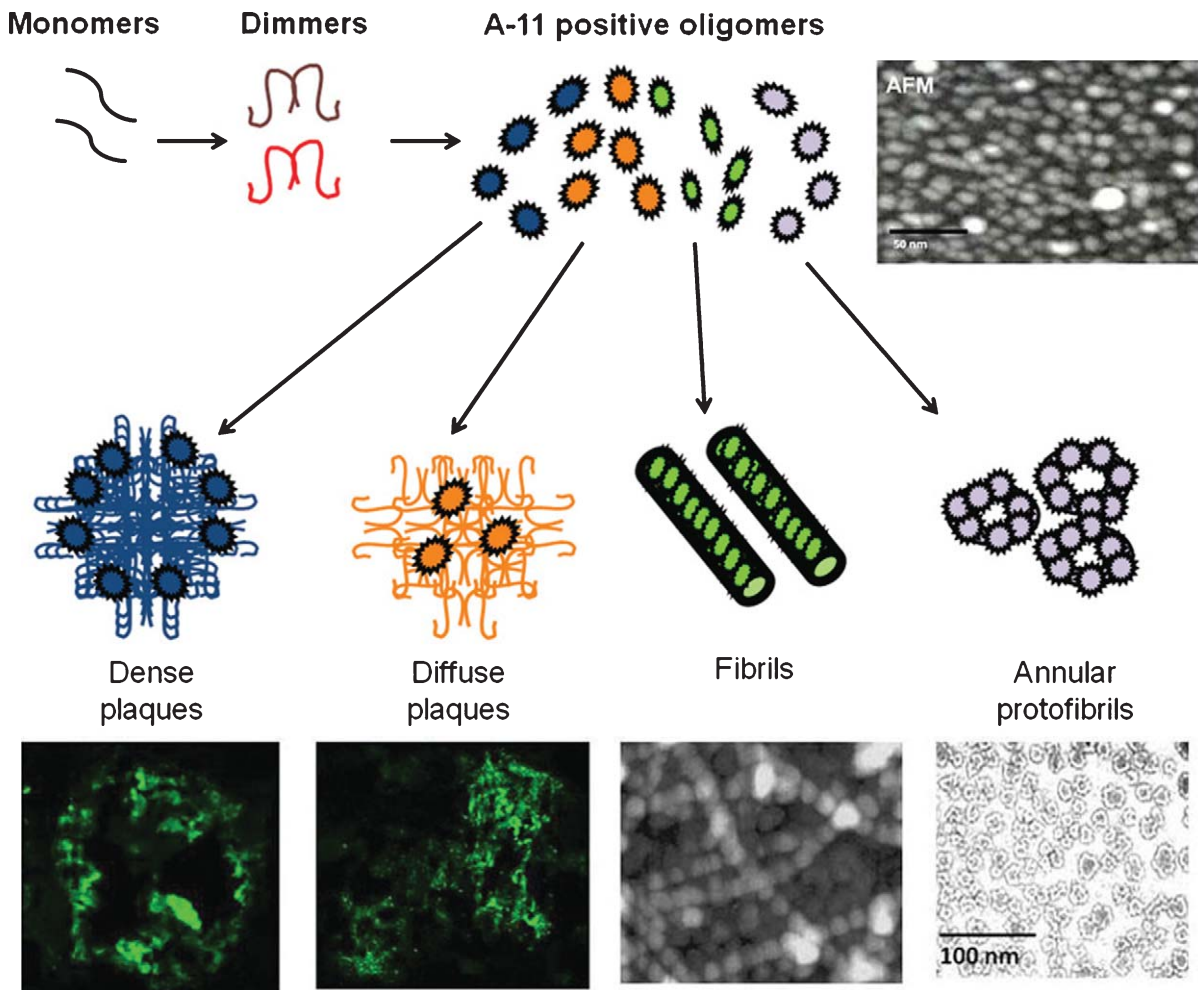 Monomers
Dimmers
A-11 positive oligomers
AFM
50 nm
Dense
plaques
Diffuse
plaques
Fibrils
Annular
protofibrils
100 nm